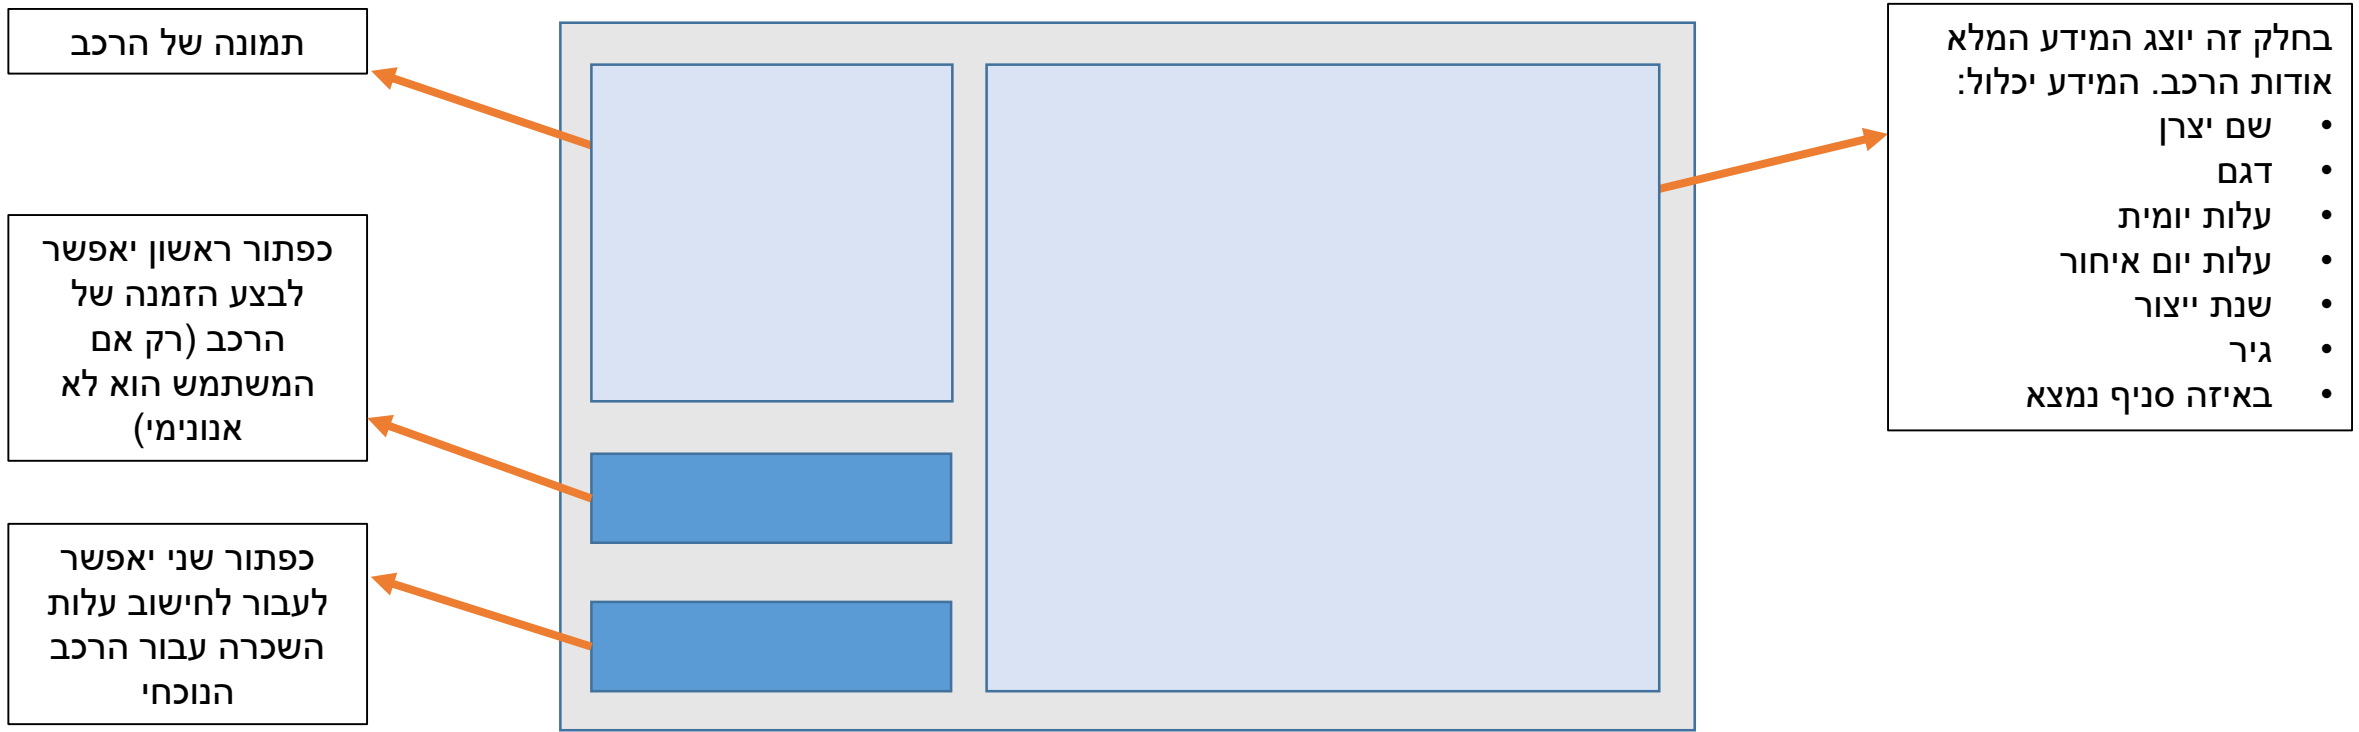 בחלק זה יוצג המידע המלא
אודות הרכב. המידע יכלול:
• שם יצרן
• דגם
• עלות יומית
• עלות יום איחור
• שנת ייצור
• גיר
• באיזה סניף נמצא
תמונה של הרכב
כפתור ראשון יאפשר
לבצע הזמנה של
הרכב (רק אם
המשתמש הוא לא
אנונימי)
כפתור שני יאפשר
לעבור לחישוב עלות
השכרה עבור הרכב
הנוכחי